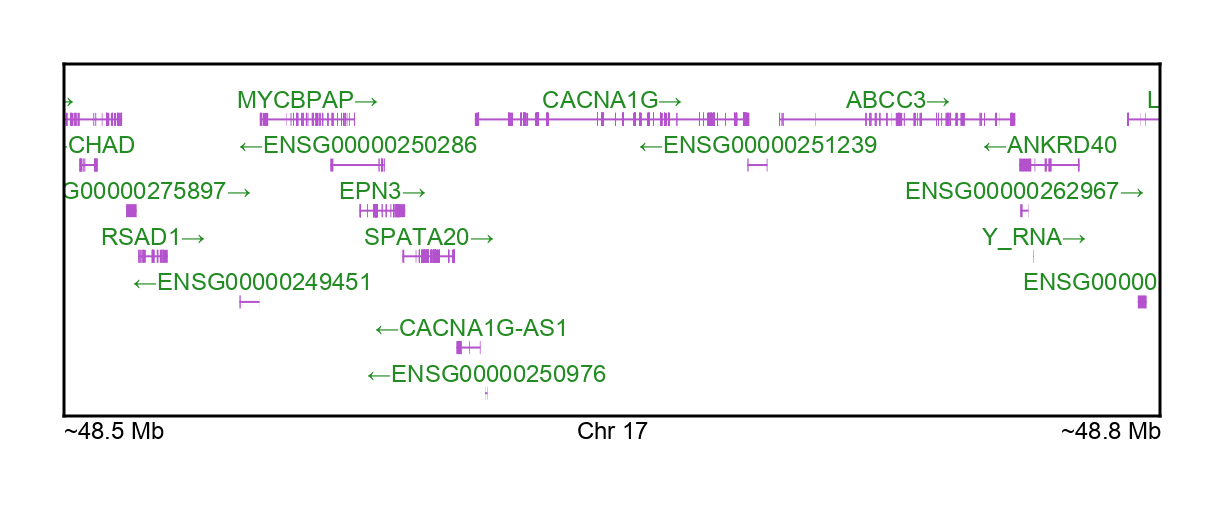 →
MYCBPAP→ CACNA1G→ ABCC3→ L
CHAD ←ENSG00000250286 ←ENSG00000251239 ←ANKRD40
G00000275897→ EPN3→ ENSG00000262967→
RSAD1→ SPATA20→ Y_RNA→
←ENSG00000249451 ENSG00000
←CACNA1G-AS1
←ENSG00000250976
~48.5 Mb Chr 17 ~48.8 Mb